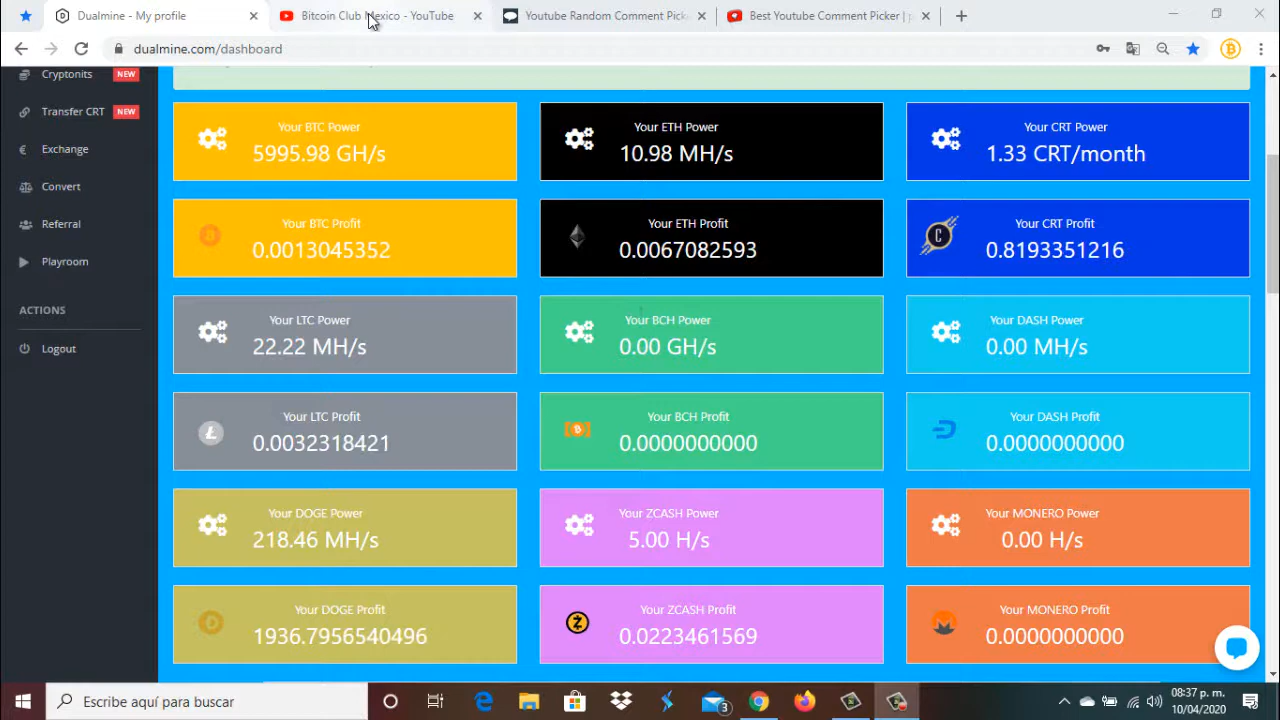 Dualmine - My profile
Bitcoin Club Mexico - YouTube
Youtube Random Comment Picke
Best Youtube Comment Picker | p
dualmine.com/dashboard
Cryptonits NEW
Transfer CRT NEW
Exchange
Convert
Referral
Playroom
ACTIONS
Logout
Your BTC Power
5995.98 GH/s
Your ETH Power
10.98 MH/s
Your CRT Power
1.33 CRT/month
Your BTC Profit
0.0013045352
Your ETH Profit
0.0067082593
Your CRT Profit
0.8193351216
Your LTC Power
22.22 MH/s
Your BCH Power
0.00 GH/s
Your DASH Power
0.00 MH/s
Your LTC Profit
0.0032318421
Your BCH Profit
0.0000000000
Your DASH Profit
0.0000000000
Your DOGE Power
218.46 MH/s
Your ZCASH Power
5.00 H/s
Your MONERO Power
0.00 H/s
Your DOGE Profit
1936.7956540496
Your ZCASH Profit
0.0223461569
Your MONERO Profit
0.0000000000
Escribe aquí para buscar
3
08:37 p. m.
10/04/2020